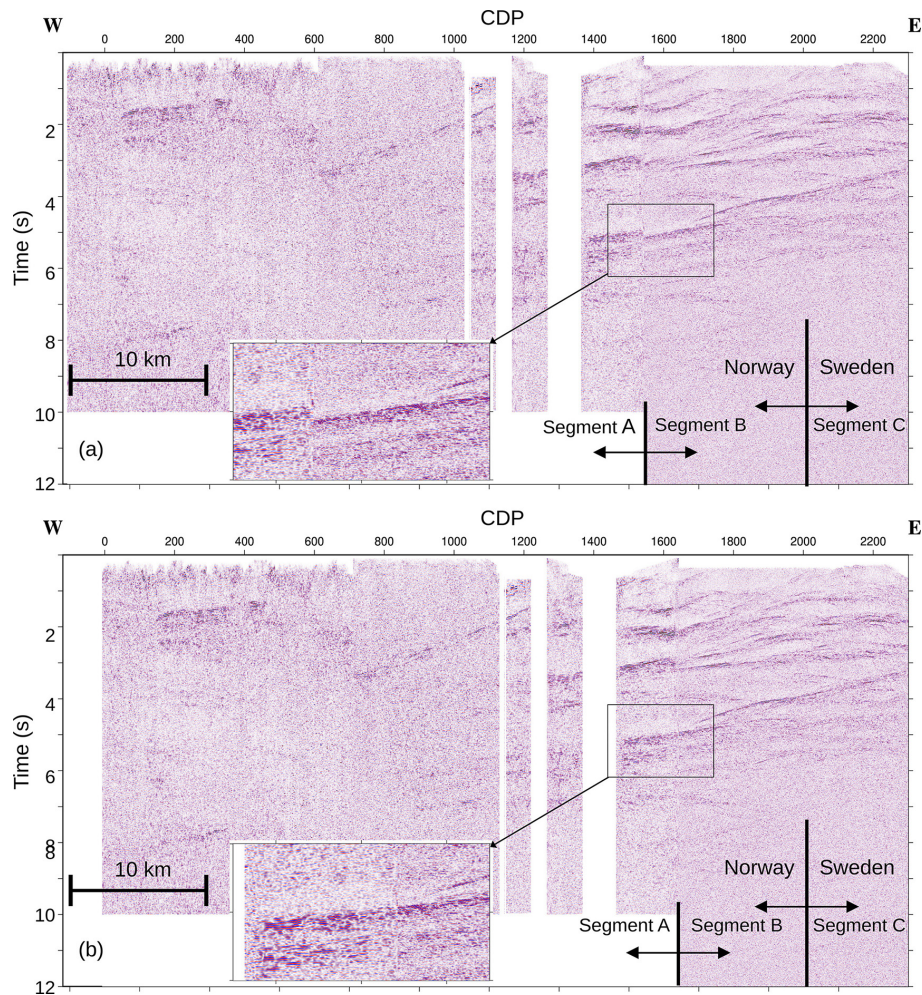 CDP
W E
0 200 400 600 800 1000 1200 1400 1600 1800 2000 2200
2
4
6
8
10
12
Time (s)
10 km
Norway Sweden
Segment A Segment B Segment C
(a)
CDP
W E
0 200 400 600 800 1000 1200 1400 1600 1800 2000 2200
2
4
6
8
10
12
Time (s)
10 km
Norway Sweden
Segment A Segment B Segment C
(b)